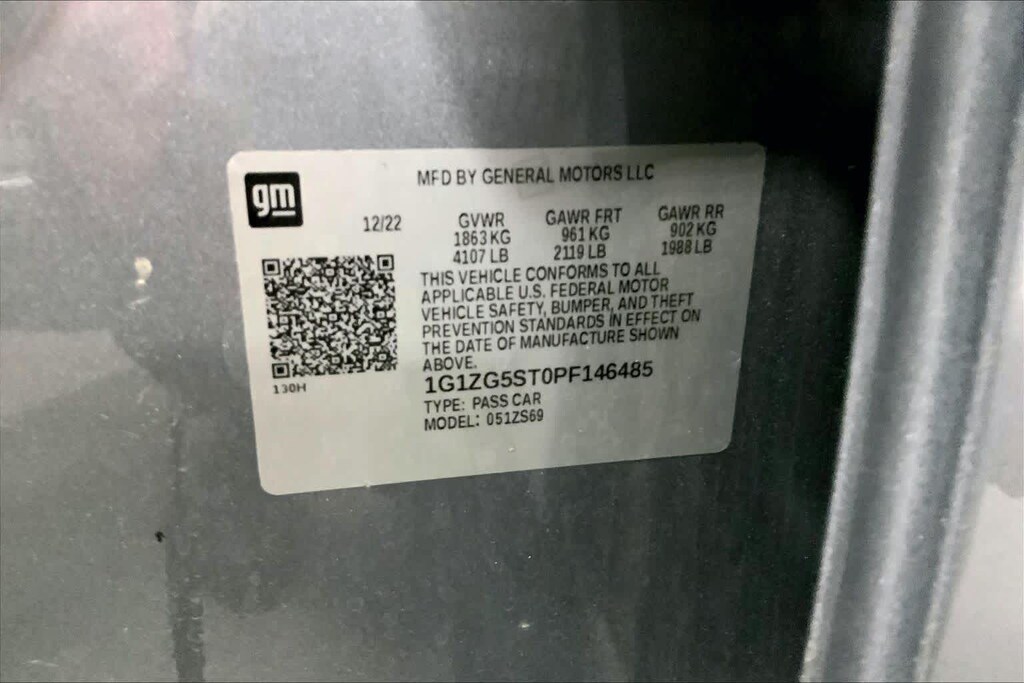 gm
MFD BY GENERAL MOTORS LLC
12/22
GVWR
1863 KG
4107 LB
GAWR FRT
961 KG
2119 LB
GAWR RR
902 KG
1988 LB
THIS VEHICLE CONFORMS TO ALL
APPLICABLE U.S. FEDERAL MOTOR
VEHICLE SAFETY, BUMPER, AND THEFT
PREVENTION STANDARDS IN EFFECT ON
THE DATE OF MANUFACTURE SHOWN
ABOVE.
130H
1G1ZG5ST0PF146485
TYPE: PASS CAR
MODEL: 051ZS69